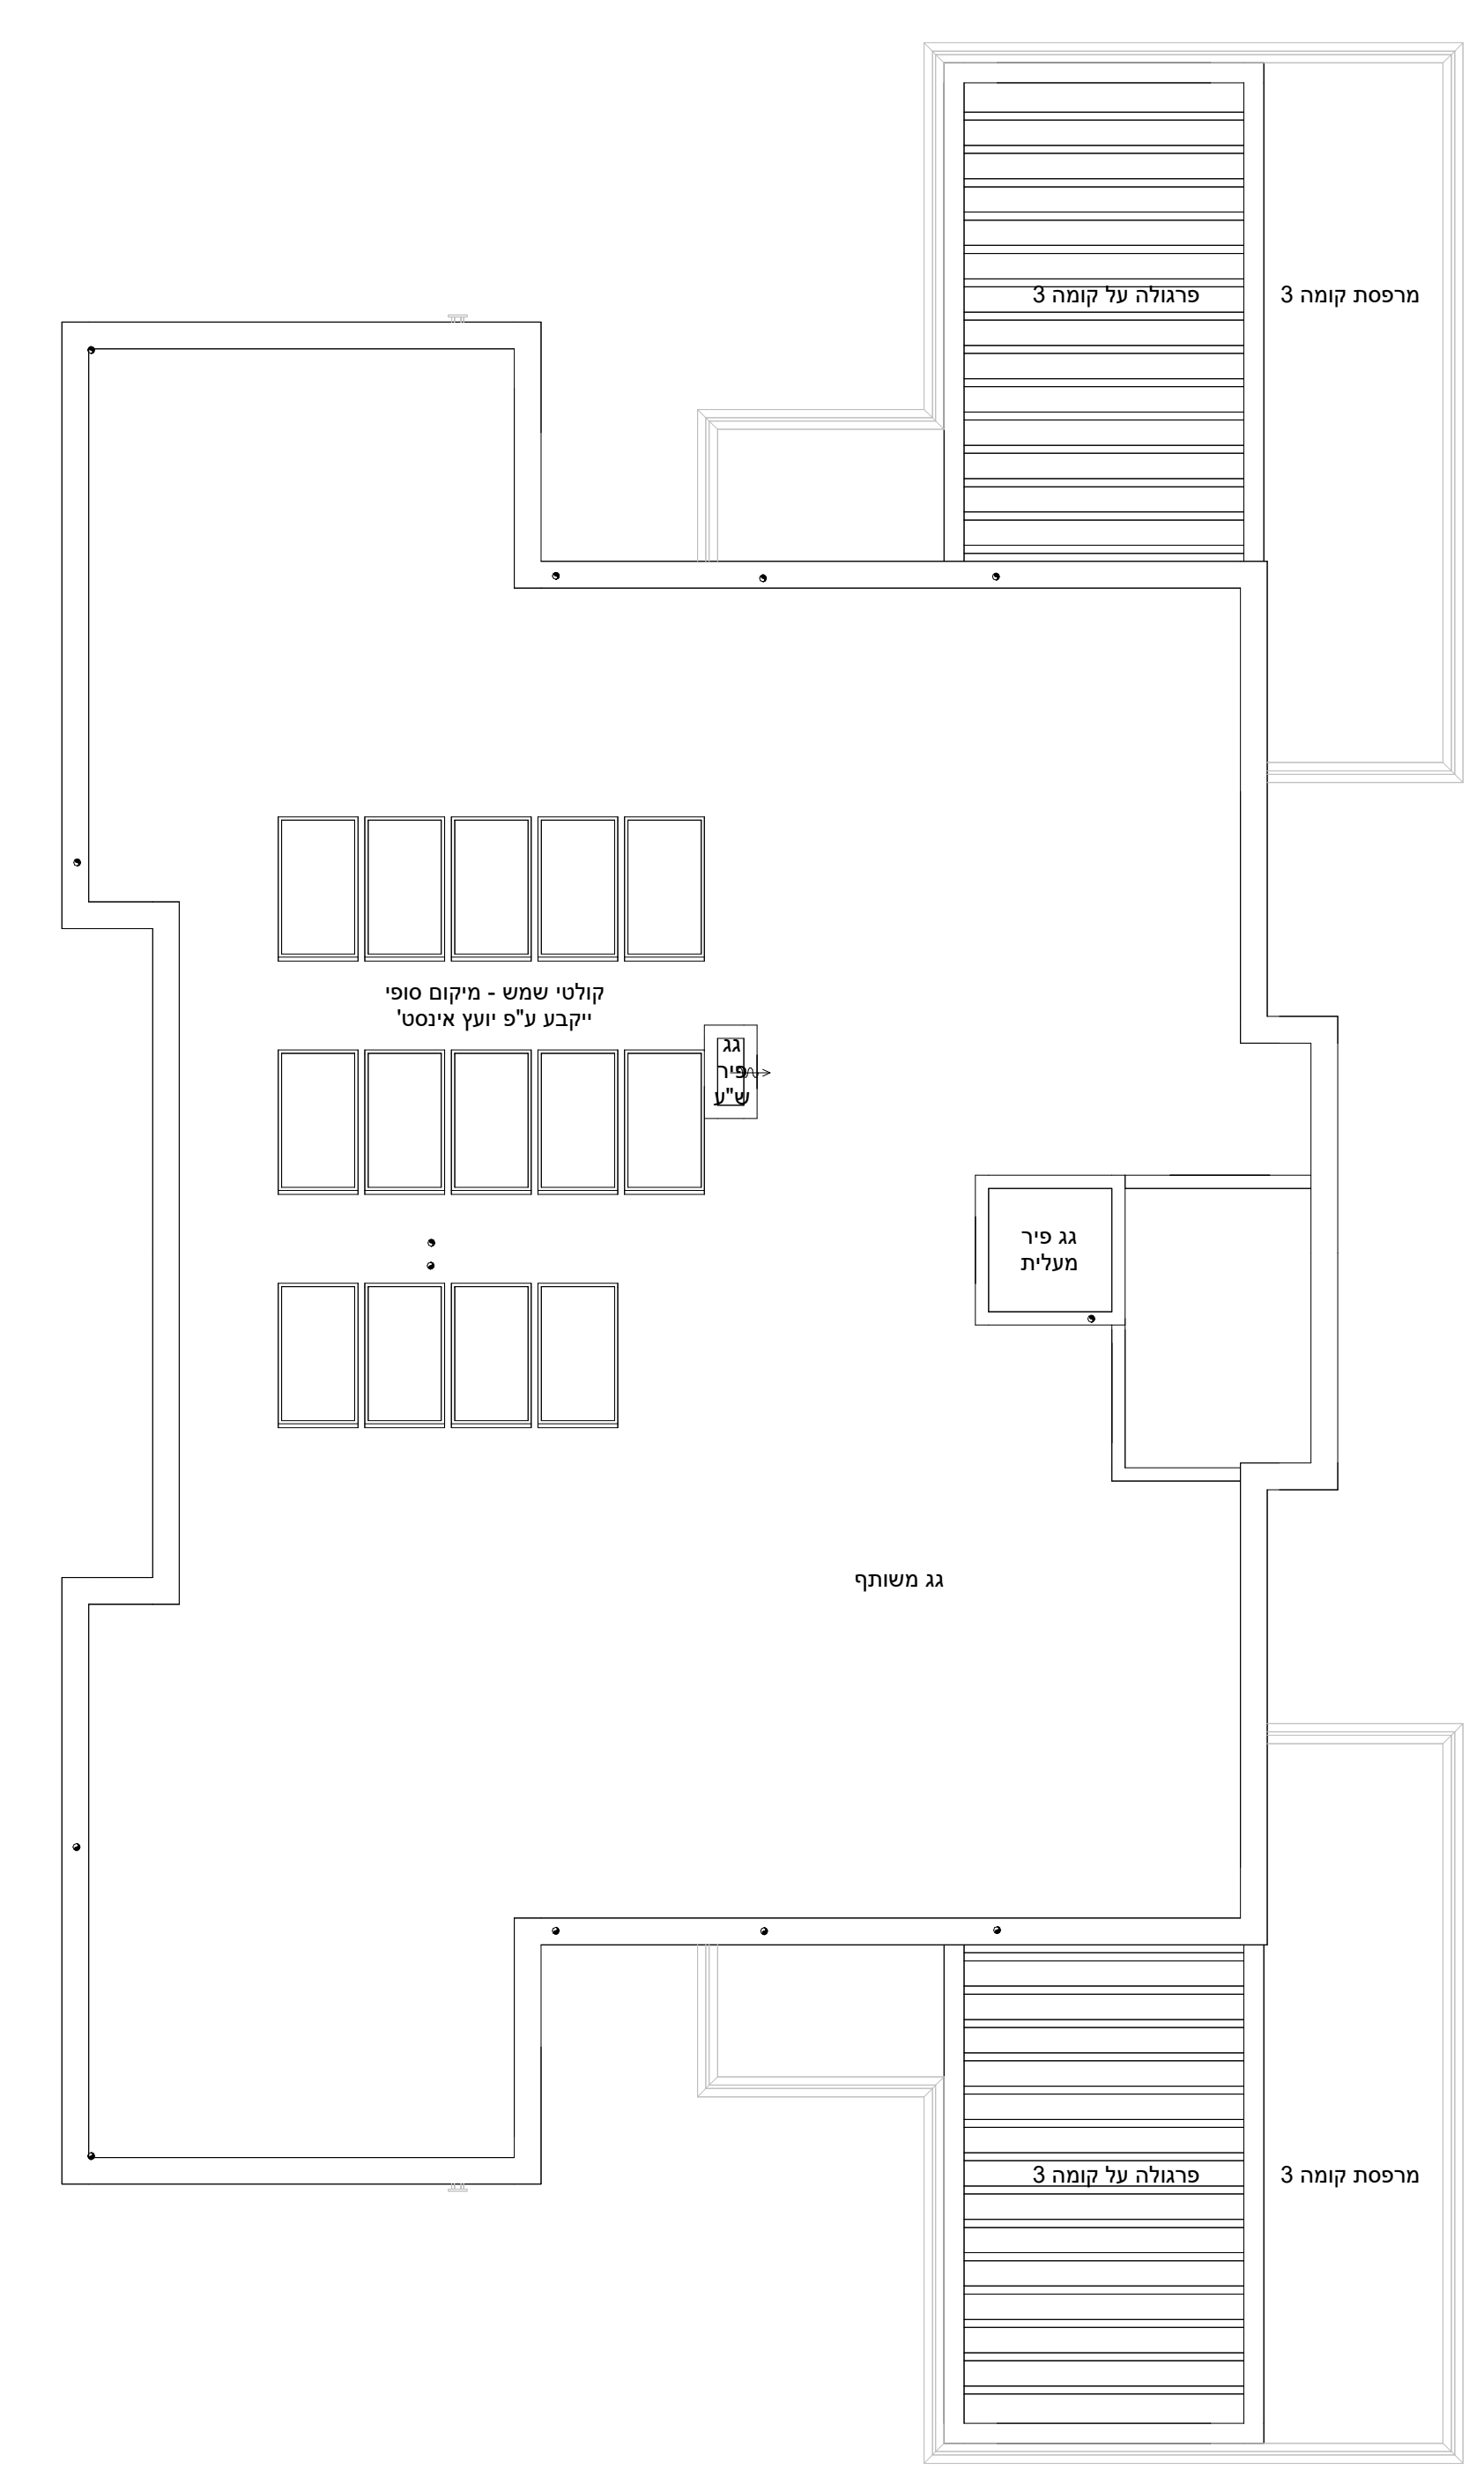 פרגולה על קומה 3
מרפסת קומה 3
קולטי שמש - מיקום סופי
ייקבע ע"פ יועץ אינסט'
גג
פיר
ש"ע
גג פיר
מעלית
גג משותף
פרגולה על קומה 3
מרפסת קומה 3